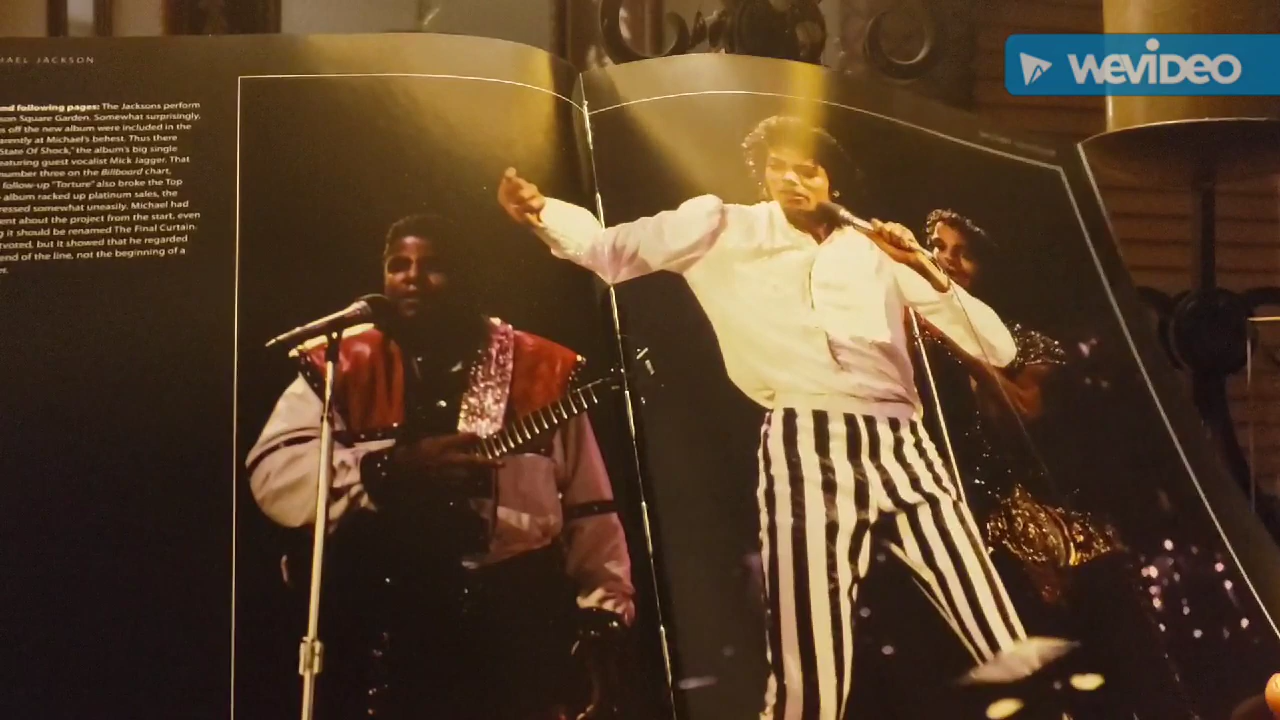 HAEL JACKSON
nd following pages: The Jacksons perform
son Square Garden. Somewhat surprisingly,
s off the new album were included in the
arently at Michael's behest. Thus there
State Of Shock," the album's big single
eaturing guest vocalist Mick Jagger. That
number three on the Billboard chart,
follow-up "Torture" also broke the Top
album racked up platinum sales, the
ressed somewhat uneasily. Michael had
ent about the project from the start, even
g it should be renamed The Final Curtain.
tvoted, but it showed that he regarded
end of the line, not the beginning of a
er.
WEVIDEO